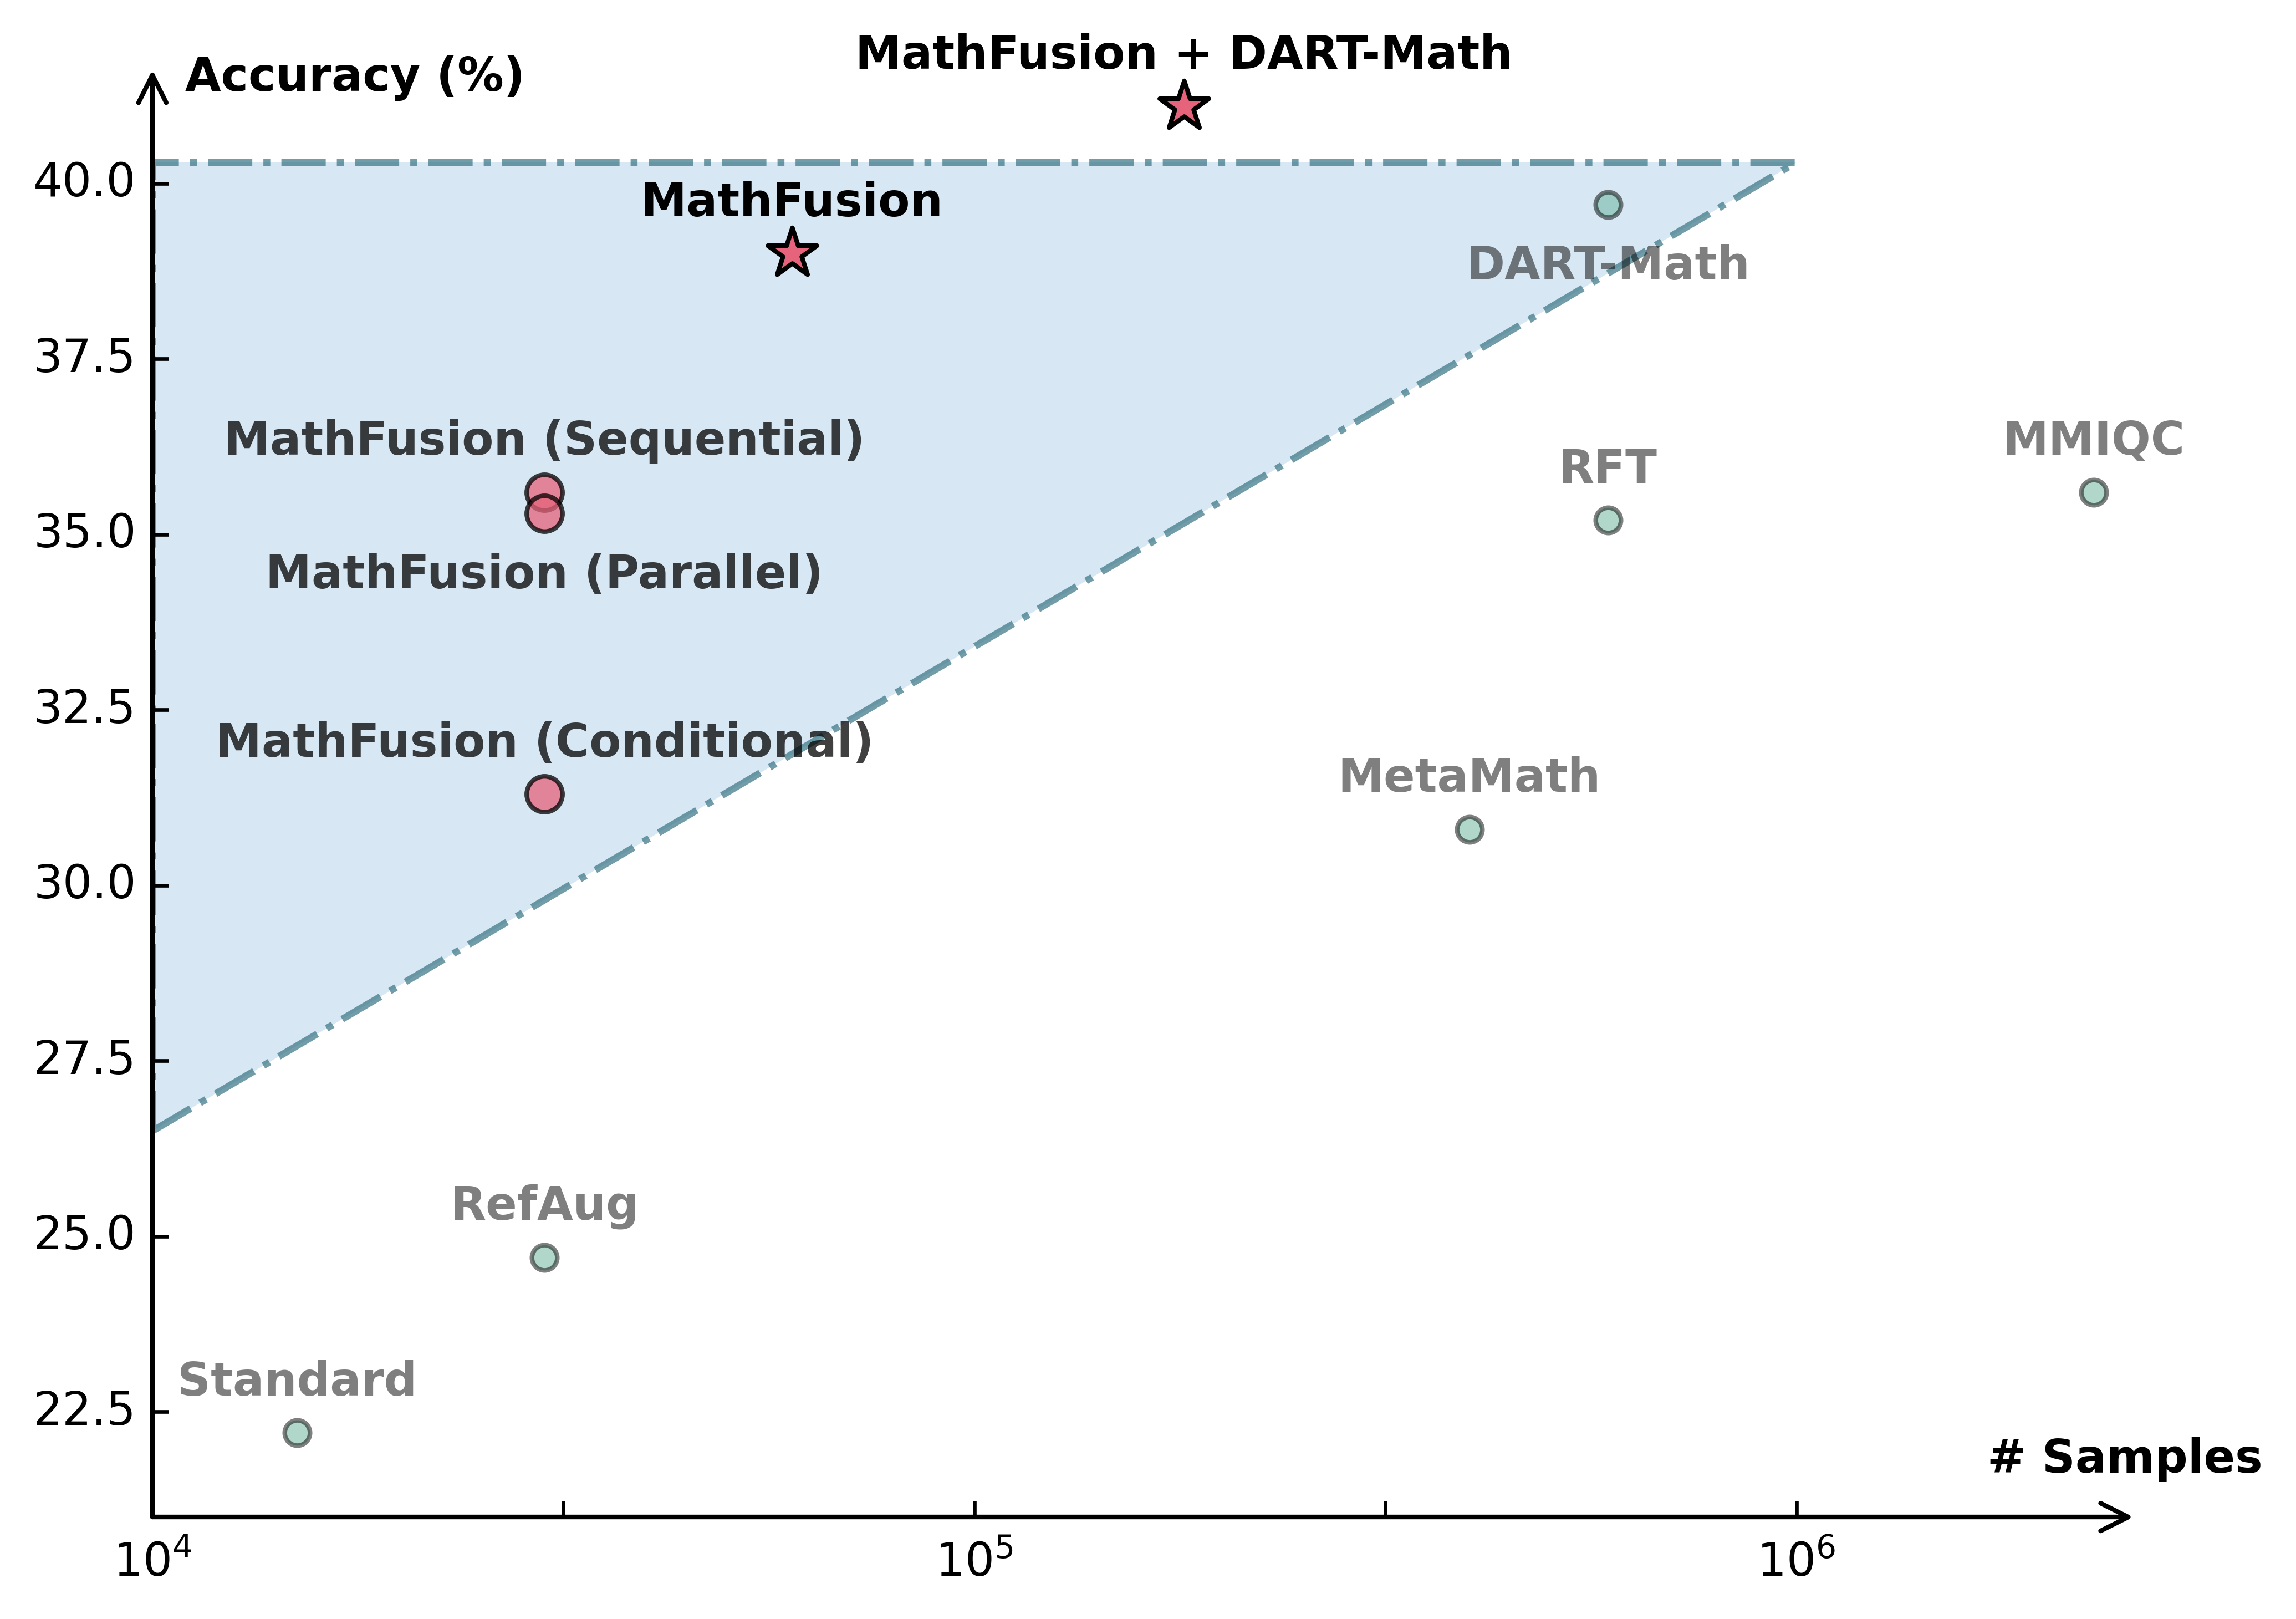 MathFusion + DART-Math
Accuracy (%)
40.0
MathFusion
DART-Math
37.5
MathFusion (Sequential)
MMIQC
RFT
35.0
MathFusion (Parallel)
32.5
MathFusion (Conditional)
MetaMath
30.0
27.5
RefAug
25.0
Standard
22.5
# Samples
10⁴ 10⁵ 10⁶